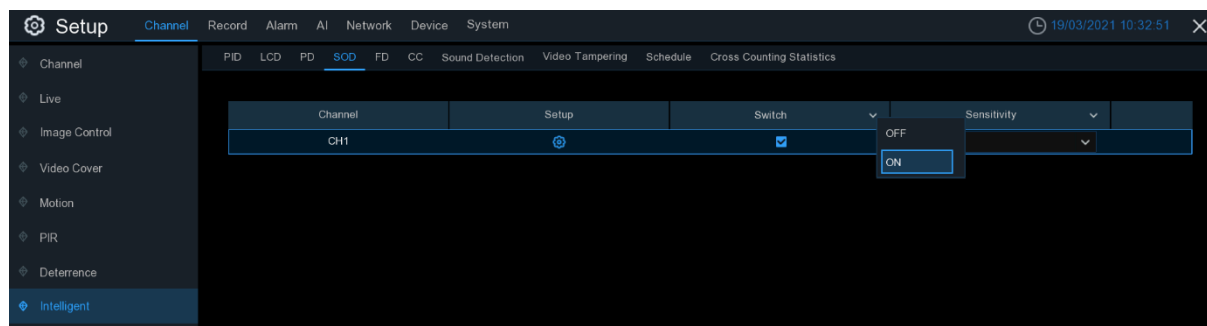 Setup Channel Record Alarm AI Network Device System 19/03/2021 10:32:51
PID LCD PD SOD FD CC Sound Detection Video Tampering Schedule Cross Counting Statistics
Channel
Live
Image Control
Video Cover
Motion
PIR
Deterrence
Intelligent
Channel Setup Switch Sensitivity
CH1
OFF
ON